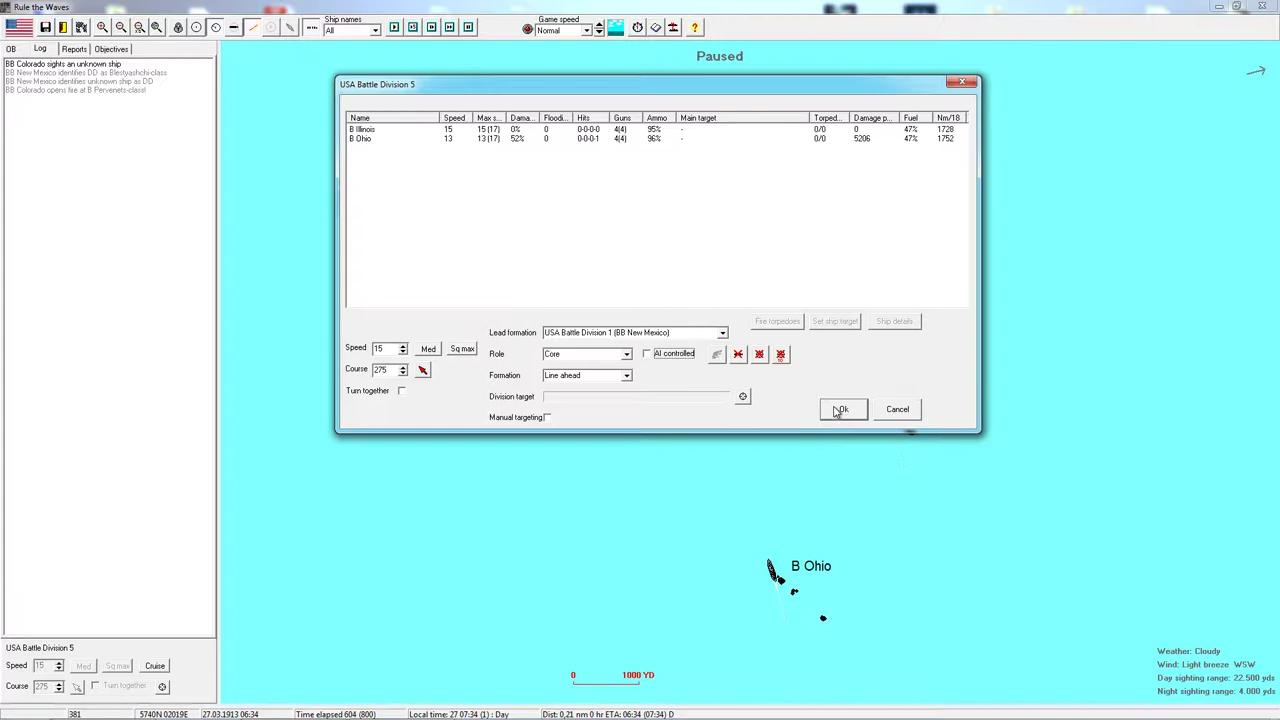 Rule the Waves
Ship names
All
Game speed
Normal
OB Log Reports Objectives
BB Colorado sights an unknown ship
BB New Mexico identifies DD as Blestyashchi-class
BB New Mexico identifies unknown ship as DD
BB Colorado opens fire at B Pervenets-class!
Paused
USA Battle Division 5
Name Speed Max s... Dama... Floodi... Hits Guns Ammo Main target Torped... Damage p... Fuel Nm/18
B Illinois 15 15 (17) 0% 0 0-0-0-0 4(4) 95% - 0/0 0 47% 1728
B Ohio 13 13 (17) 52% 0 0-0-0-1 4(4) 96% - 0/0 5206 47% 1752
Lead formation USA Battle Division 1 (BB New Mexico)
Fire torpedoes Set ship target Ship details
Speed 15 Med Sq max
Role Core AI controlled
Course 275
Formation Line ahead
Turn together
Division target
Manual targeting
Ok Cancel
B Ohio
USA Battle Division 5
Speed 15 Med Sq max Cruise
Course 275 Turn together
0 1000 YD
Weather: Cloudy
Wind: Light breeze WSW
Day sighting range: 22.500 yds
Night sighting range: 4.000 yds
381 5740N 02019E 27.03.1913 06:34 Time elapsed 604 (800) Local time: 27 07:34 (1) : Day Dist: 0,21 nm 0 hr ETA: 06:34 (07:34) D